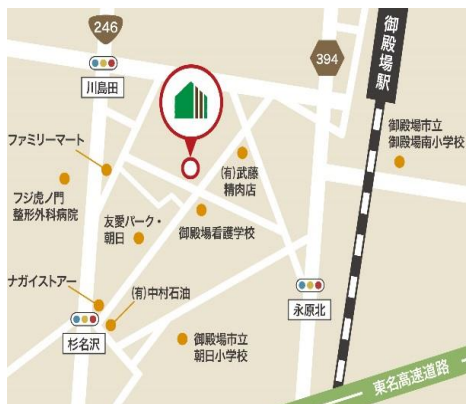 246
川島田
394
御殿場駅
ファミリーマート
御殿場市立
御殿場南小学校
(有)武藤
精肉店
フジ虎ノ門
整形外科病院
友愛パーク・
朝日
御殿場看護学校
ナガイストアー
(有)中村石油
永原北
杉名沢
御殿場市立
朝日小学校
東名高速道路